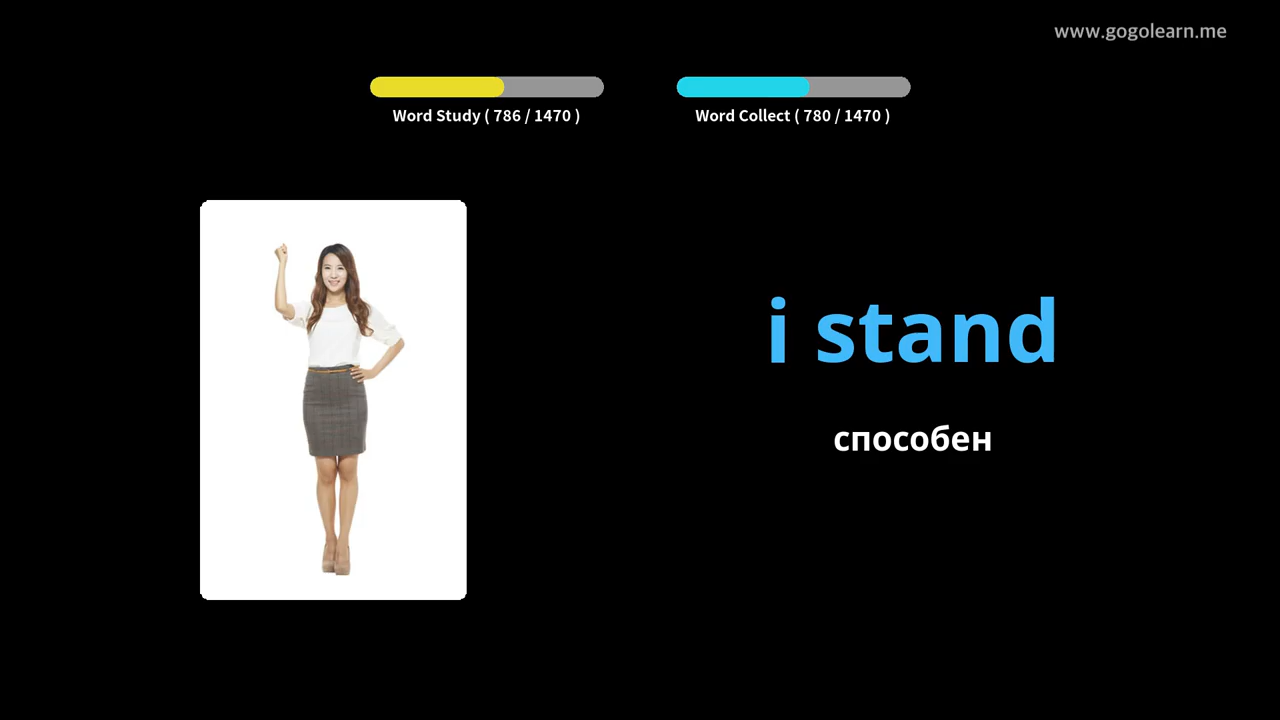 www.gogolearn.me
Word Study ( 786 / 1470 )
Word Collect ( 780 / 1470 )
i stand
способен